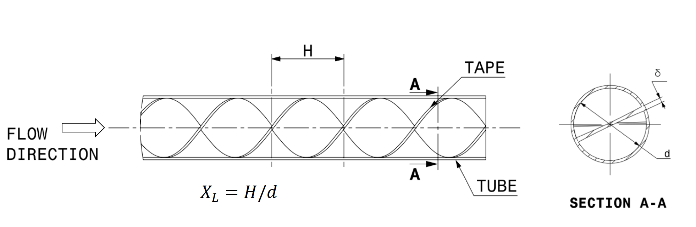 H
A
TAPE
δ
FLOW
DIRECTION
d
A
TUBE
X_L = H/d
SECTION A-A